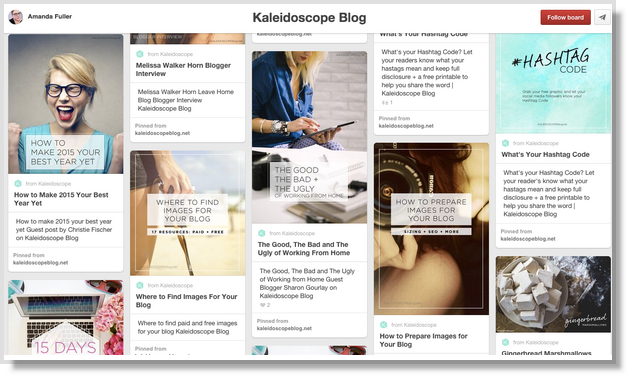 Amanda Fuller
Kaleidoscope Blog
Follow board
HOW TO
MAKE 2015 YOUR
BEST YEAR YET
from Kaleidoscope
How to Make 2015 Your Best
Year Yet
How to make 2015 your best
year yet Guest post by Christie Fischer
on Kaleidoscope Blog
Pinned from
kaleidoscopeblog.net
15 DAYS
from Kaleidoscope
Melissa Walker Horn Blogger
Interview
Melissa Walker Horn Leave Home
Blog Blogger Interview
Kaleidoscope Blog
Pinned from
kaleidoscopeblog.net
WHERE TO FIND
IMAGES FOR
YOUR BLOG
17 RESOURCES: PAID + FREE
from Kaleidoscope
Where to Find Images For Your
Blog
Where to find paid and free images
for your blog Kaleidoscope Blog
Pinned from
THE GOOD
THE BAD +
THE UGLY
OF WORKING FROM HOME
from Kaleidoscope
The Good, The Bad and The
Ugly of Working From Home
The Good, The Bad and The Ugly
of Working from Home Guest
Blogger Sharon Gourlay on
Kaleidoscope Blog
2
Pinned from
kaleidoscopeblog.net
What's Your Hashtag Code?
What's your Hashtag Code? Let
your readers know what your
hastags mean and keep full
disclosure + a free printable to
help you share the word |
Kaleidoscope Blog
1
Pinned from
kaleidoscopeblog.net
HOW TO PREPARE
IMAGES FOR
YOUR BLOG
SIZING + SEO + MORE
from Kaleidoscope
How to Prepare Images for
Your Blog
#HASHTAG
CODE
from Kaleidoscope
What's Your Hashtag Code?
What's your Hashtag Code? Let
your reader's know what your
hastags mean and keep full
disclosure + a free printable to
help you share the word |
Kaleidoscope Blog
Pinned from
kaleidoscopeblog.net
gingerbread
MARSHMALLOWS
from Kaleidoscope
Gingerbread Marshmallows